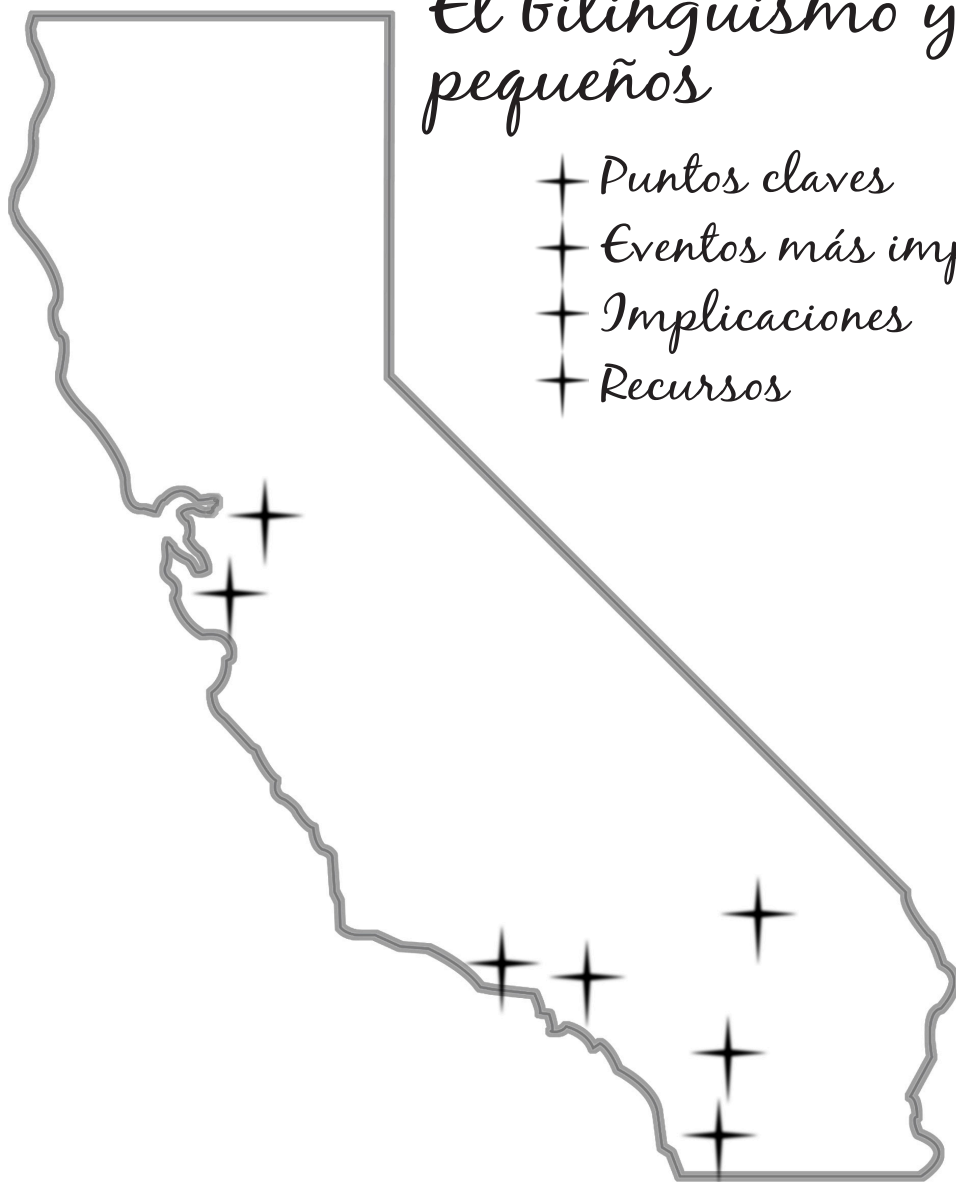 El bilingüismo y
pequeños
Puntos claves
Eventos más
Implicaciones
Recursos